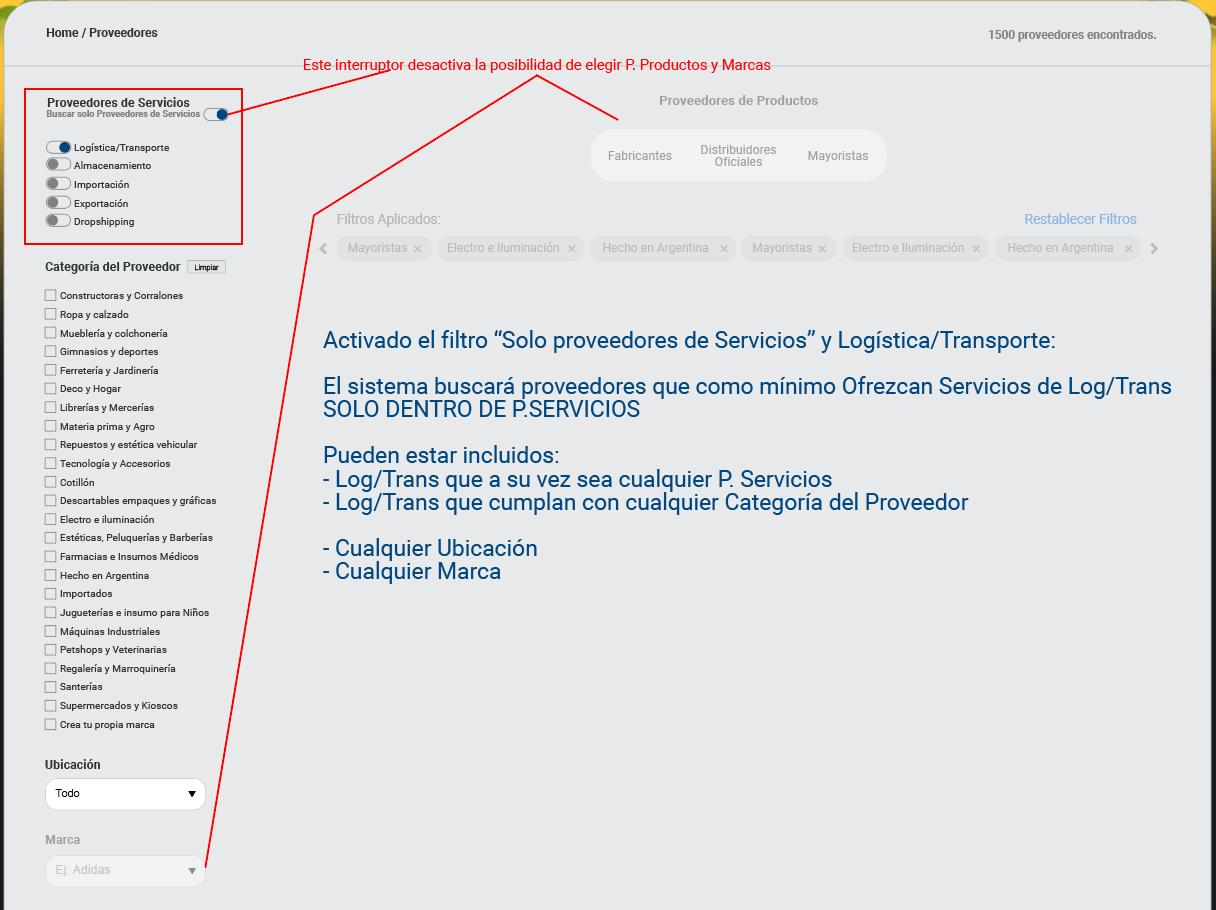 Home / Proveedores
1500 proveedores encontrados.
Este interruptor desactiva la posibilidad de elegir P. Productos y Marcas
Proveedores de Servicios
Buscar solo Proveedores de Servicios
Logística/Transporte
Almacenamiento
Importación
Exportación
Dropshipping
Proveedores de Productos
Fabricantes
Distribuidores
Oficiales
Mayoristas
Filtros Aplicados:
Restablecer Filtros
Mayoristas ×
Electro e Iluminación ×
Hecho en Argentina ×
Mayoristas ×
Electro e Iluminación ×
Hecho en Argentina ×
Categoría del Proveedor
Limpiar
Constructoras y Corralones
Ropa y calzado
Mueblería y colchonería
Gimnasios y deportes
Ferretería y Jardinería
Deco y Hogar
Librerías y Mercerías
Materia prima y Agro
Repuestos y estética vehicular
Tecnología y Accesorios
Cotillón
Descartables empaques y gráficas
Electro e iluminación
Estéticas, Peluquerías y Barberías
Farmacias e Insumos Médicos
Hecho en Argentina
Importados
Jugueterías e insumo para Niños
Máquinas Industriales
Petshops y Veterinarias
Regalería y Marroquinería
Santerías
Supermercados y Kioscos
Crea tu propia marca
Ubicación
Todo
Marca
Ej: Adidas
Activado el filtro “Solo proveedores de Servicios” y Logística/Transporte:
El sistema buscará proveedores que como mínimo Ofrezcan Servicios de Log/Trans
SOLO DENTRO DE P.SERVICIOS
Pueden estar incluidos:
- Log/Trans que a su vez sea cualquier P. Servicios
- Log/Trans que cumplan con cualquier Categoría del Proveedor
- Cualquier Ubicación
- Cualquier Marca